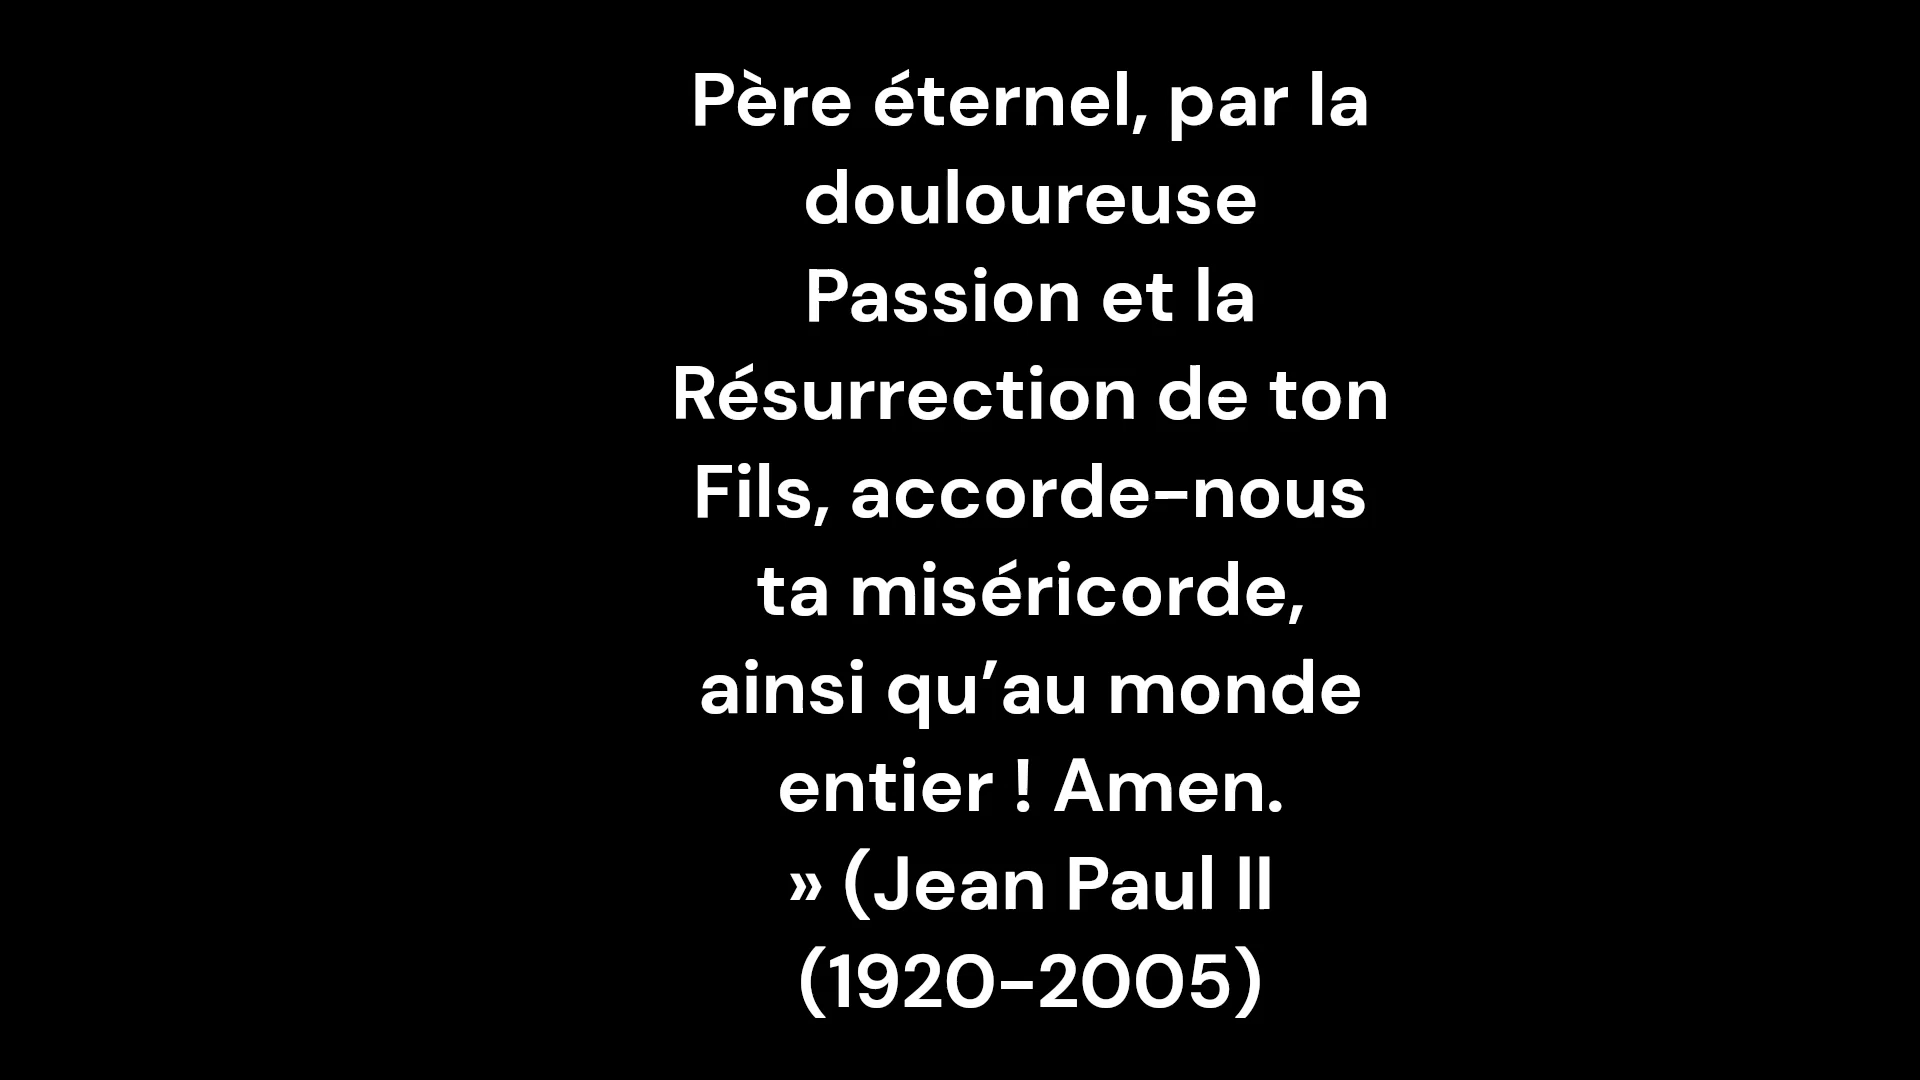 Père éternel, par la
douloureuse
Passion et la
Résurrection de ton
Fils, accorde-nous
ta miséricorde,
ainsi qu’au monde
entier ! Amen.
» (Jean Paul II
(1920-2005)